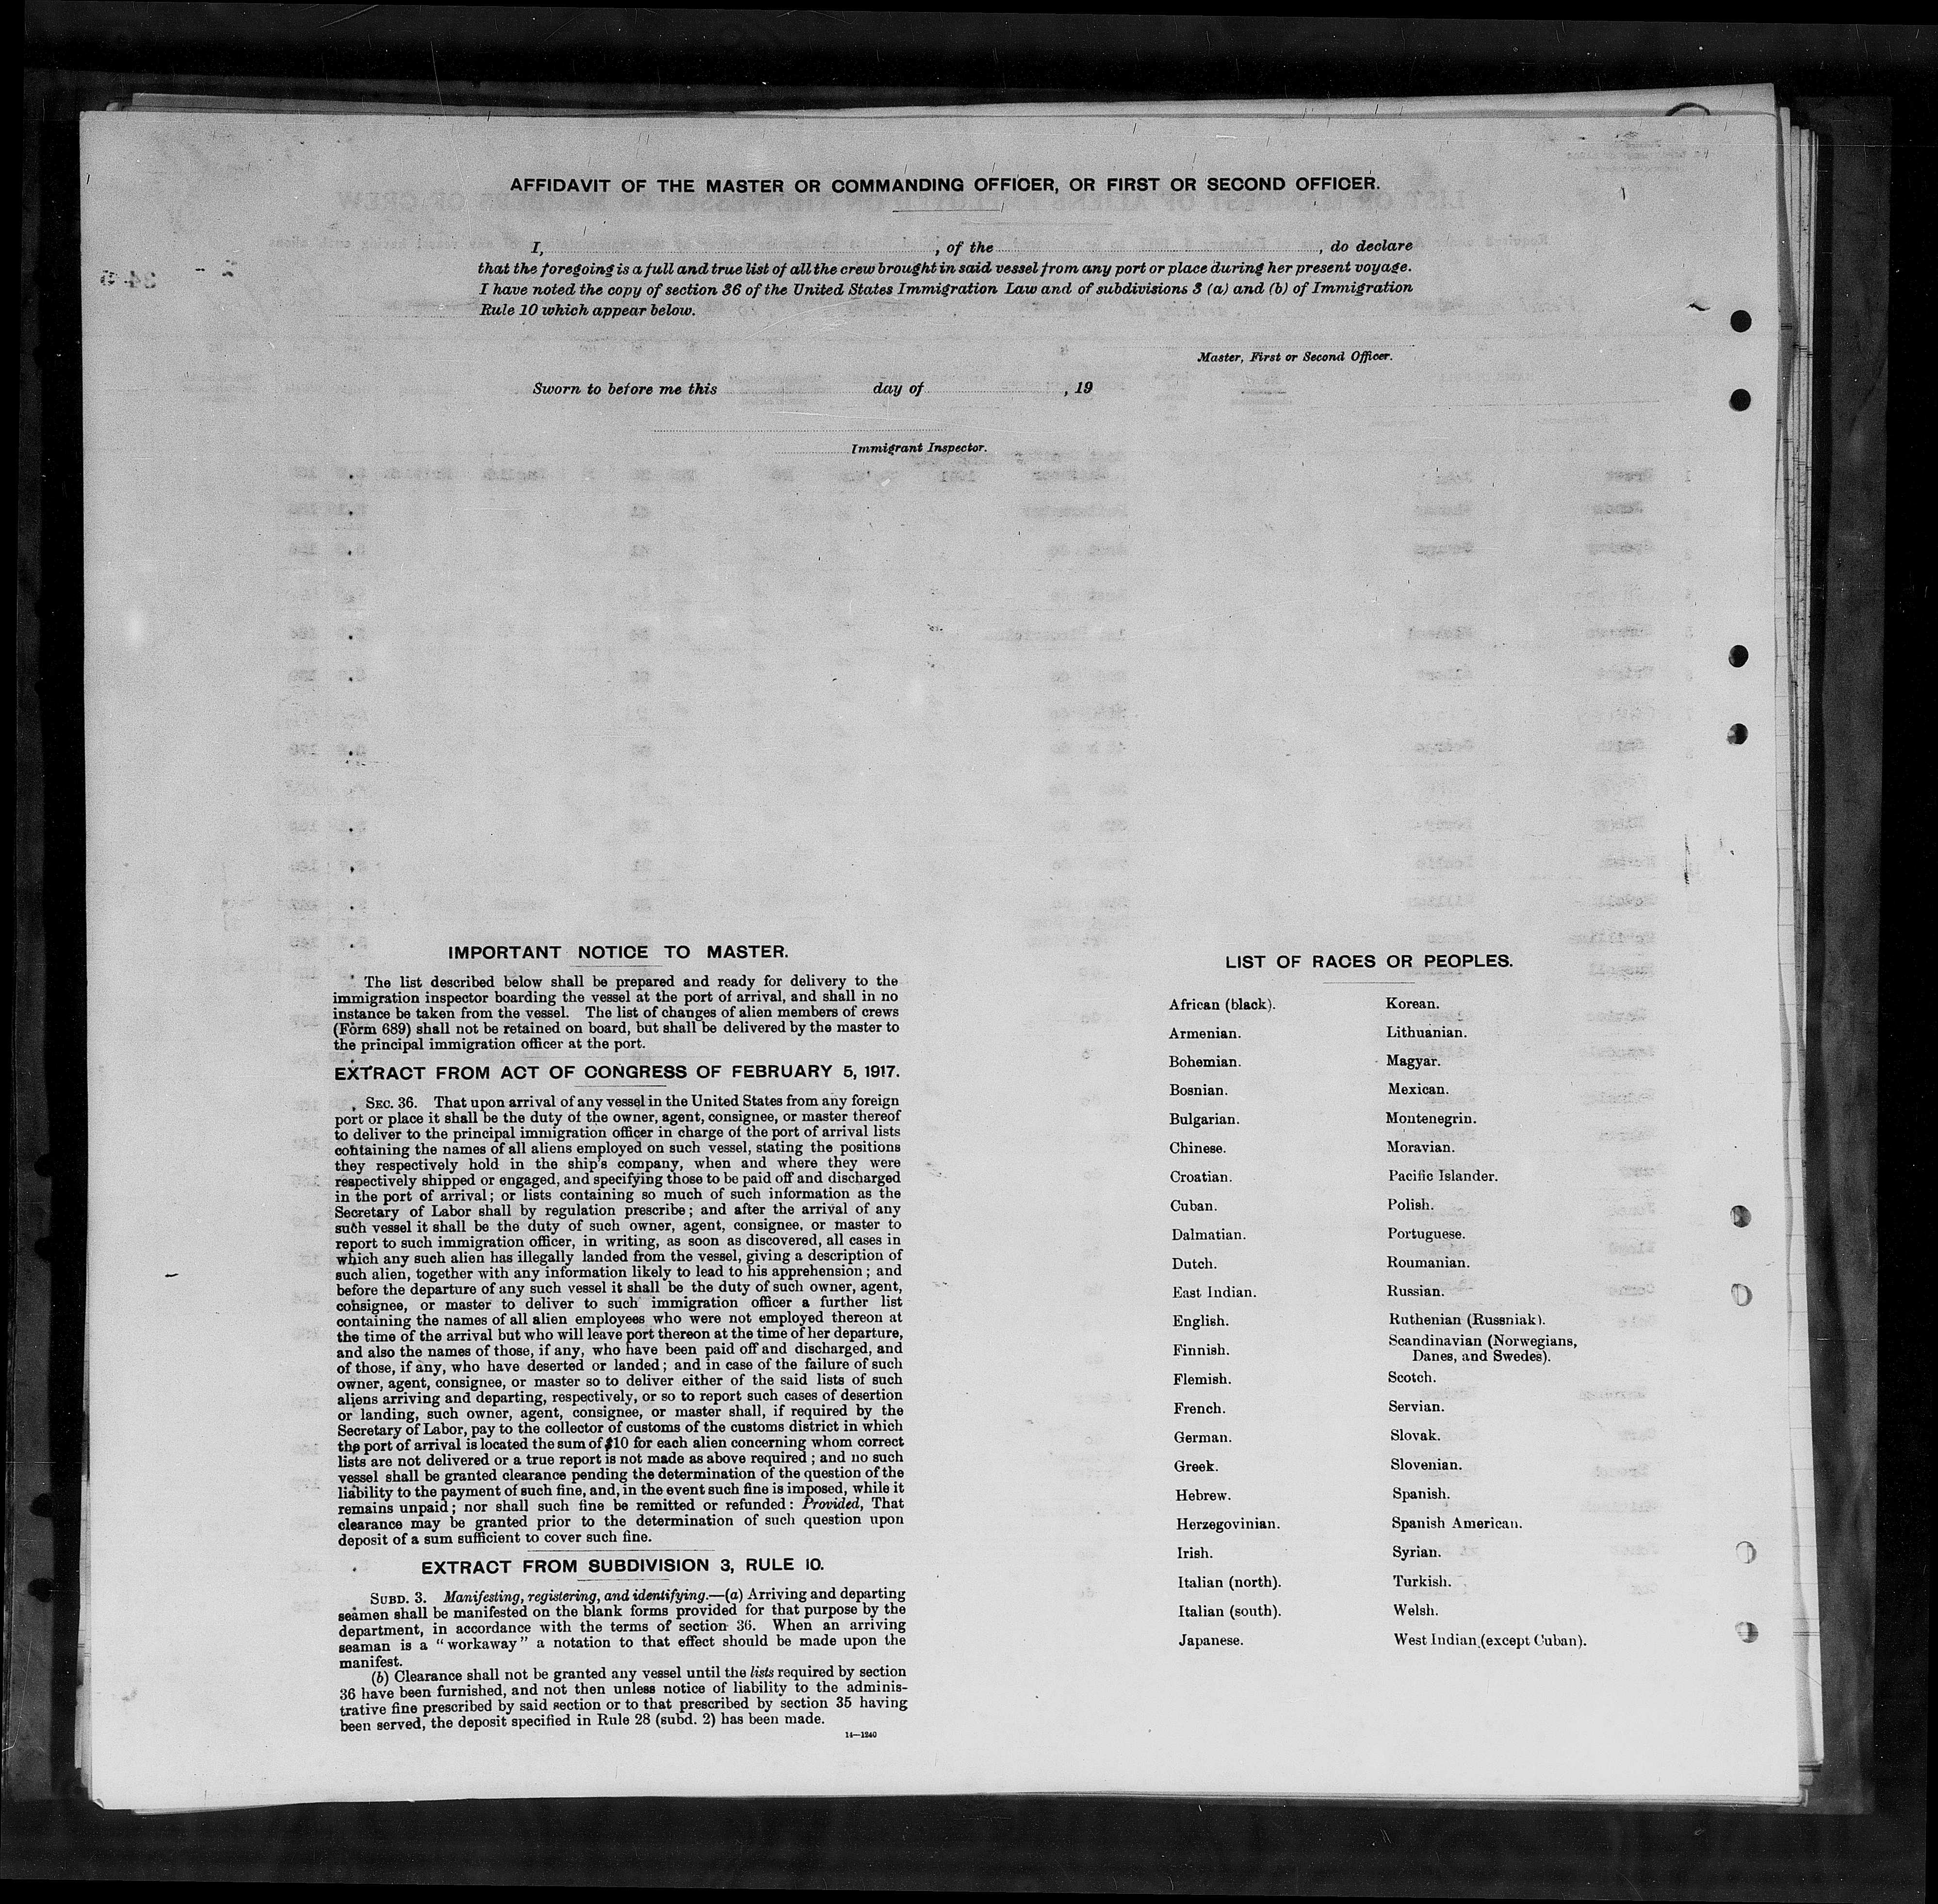 AFFIDAVIT OF THE MASTER OR COMMANDING OFFICER, OR FIRST OR SECOND OFFICER.
I, , of the , do declare
that the foregoing is a full and true list of all the crew brought in said vessel from any port or place during her present voyage.
I have noted the copy of section 36 of the United States Immigration Law and of subdivisions 3 (a) and (b) of Immigration
Rule 10 which appear below.
Master, First or Second Officer.
Sworn to before me this day of , 19
Immigrant Inspector.
IMPORTANT NOTICE TO MASTER.
The list described below shall be prepared and ready for delivery to the
immigration inspector boarding the vessel at the port of arrival, and shall in no
instance be taken from the vessel. The list of changes of alien members of crews
(Form 689) shall not be retained on board, but shall be delivered by the master to
the principal immigration officer at the port.
EXTRACT FROM ACT OF CONGRESS OF FEBRUARY 5, 1917.
SEC. 36. That upon arrival of any vessel in the United States from any foreign
port or place it shall be the duty of the owner, agent, consignee, or master thereof
to deliver to the principal immigration officer in charge of the port of arrival lists
containing the names of all aliens employed on such vessel, stating the positions
they respectively hold in the ship's company, when and where they were
respectively shipped or engaged, and specifying those to be paid off and discharged
in the port of arrival; or lists containing so much of such information as the
Secretary of Labor shall by regulation prescribe; and after the arrival of any
such vessel it shall be the duty of such owner, agent, consignee, or master to
report to such immigration officer, in writing, as soon as discovered, all cases in
which any such alien has illegally landed from the vessel, giving a description of
such alien, together with any information likely to lead to his apprehension; and
before the departure of any such vessel it shall be the duty of such owner, agent,
consignee, or master to deliver to such immigration officer a further list
containing the names of all alien employees who were not employed thereon at
the time of the arrival but who will leave port thereon at the time of her departure,
and also the names of those, if any, who have been paid off and discharged, and
of those, if any, who have deserted or landed; and in case of the failure of such
owner, agent, consignee, or master so to deliver either of the said lists of such
aliens arriving and departing, respectively, or so to report such cases of desertion
or landing, such owner, agent, consignee, or master shall, if required by the
Secretary of Labor, pay to the collector of customs of the customs district in which
the port of arrival is located the sum of $10 for each alien concerning whom correct
lists are not delivered or a true report is not made as above required; and no such
vessel shall be granted clearance pending the determination of the question of the
liability to the payment of such fine, and, in the event such fine is imposed, while it
remains unpaid; nor shall such fine be remitted or refunded: Provided, That
clearance may be granted prior to the determination of such question upon
deposit of a sum sufficient to cover such fine.
EXTRACT FROM SUBDIVISION 3, RULE 10.
SUBD. 3. Manifesting, registering, and identifying.—(a) Arriving and departing
seamen shall be manifested on the blank forms provided for that purpose by the
department, in accordance with the terms of section 36. When an arriving
seaman is a "workaway" a notation to that effect should be made upon the
manifest.
(b) Clearance shall not be granted any vessel until the lists required by section
36 have been furnished, and not then unless notice of liability to the adminis-
trative fine prescribed by said section or to that prescribed by section 35 having
been served, the deposit specified in Rule 28 (subd. 2) has been made.
14—1240
LIST OF RACES OR PEOPLES.
African (black).
Armenian.
Bohemian.
Bosnian.
Bulgarian.
Chinese.
Croatian.
Cuban.
Dalmatian.
Dutch.
East Indian.
English.
Finnish.
Flemish.
French.
German.
Greek.
Hebrew.
Herzegovinian.
Irish.
Italian (north).
Italian (south).
Japanese.
Korean.
Lithuanian.
Magyar.
Mexican.
Montenegrin.
Moravian.
Pacific Islander.
Polish.
Portuguese.
Roumanian.
Russian.
Ruthenian (Russniak).
Scandinavian (Norwegians,
Danes, and Swedes).
Scotch.
Servian.
Slovak.
Slovenian.
Spanish.
Spanish American.
Syrian.
Turkish.
Welsh.
West Indian (except Cuban).